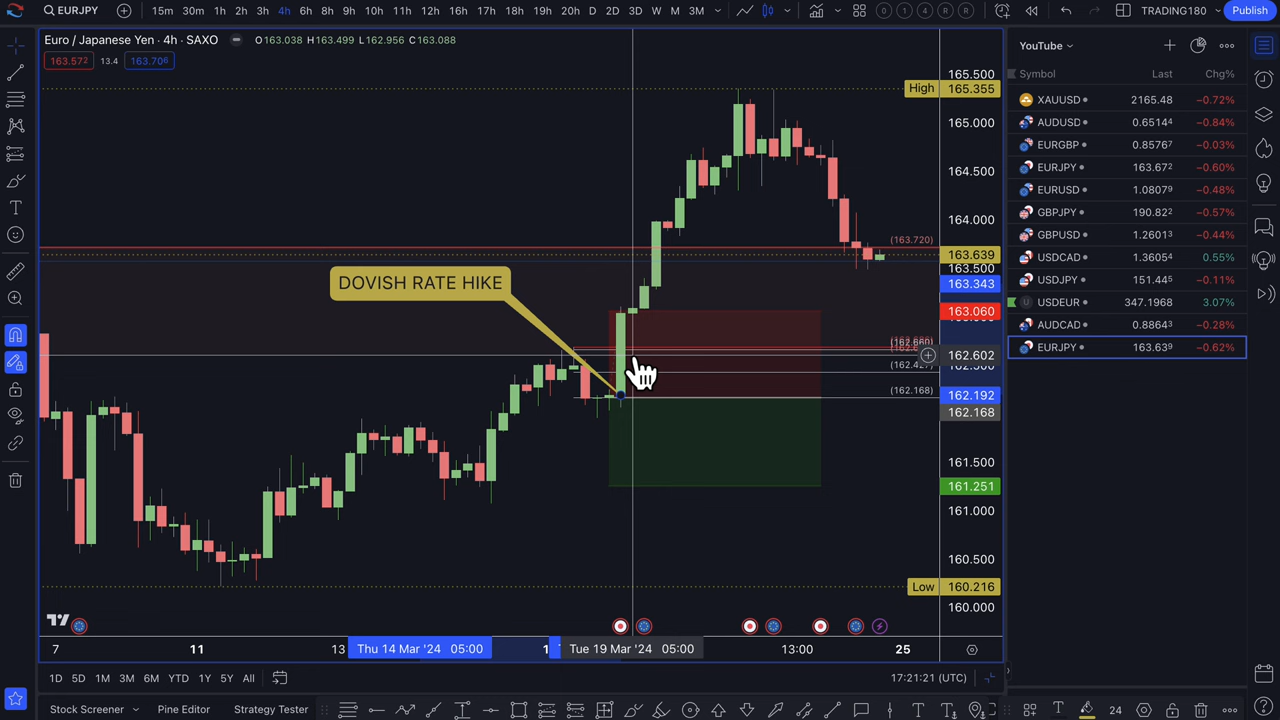 EURJPY
15m 30m 1h 2h 3h 4h 6h 8h 9h 10h 11h 12h 16h 17h 18h 19h 20h D 2D 3D W M 3M
TRADING180
Publish
Euro / Japanese Yen · 4h · SAXO
O163.038 H163.499 L162.956 C163.088
163.572 13.4 163.706
High 165.355
165.500
165.000
164.500
164.000
(163.720)
163.639
163.500
163.343
163.060
162.602
(162.427)
162.192
(162.168)
162.168
161.500
161.251
161.000
160.500
Low 160.216
160.000
DOVISH RATE HIKE
7 11 13 Thu 14 Mar '24 05:00 Tue 19 Mar '24 05:00 13:00 25
1D 5D 1M 3M 6M YTD 1Y 5Y All
17:21:21 (UTC)
Stock Screener Pine Editor Strategy Tester
24
YouTube
Symbol Last Chg%
XAUUSD 2165.48 −0.72%
AUDUSD 0.65144 −0.84%
EURGBP 0.85767 −0.03%
EURJPY 163.672 −0.60%
EURUSD 1.08079 −0.48%
GBPJPY 190.822 −0.57%
GBPUSD 1.26013 −0.44%
USDCAD 1.36054 0.55%
USDJPY 151.445 −0.11%
USDEUR 347.1968 3.07%
AUDCAD 0.88643 −0.28%
EURJPY 163.639 −0.62%